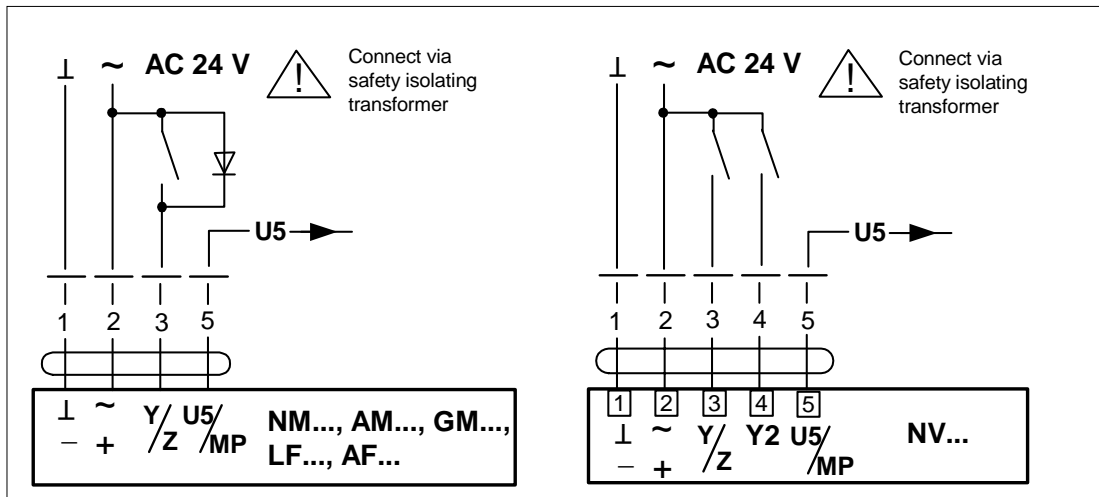 ⊥ ~ AC 24 V
!
Connect via
safety isolating
transformer
U5
1 2 3 5
⊥ ~ Y/Z U5/MP
– +
NM..., AM..., GM...,
LF..., AF...
⊥ ~ AC 24 V
!
Connect via
safety isolating
transformer
U5
1 2 3 4 5
1 2 3 4 5
⊥ ~ Y/Z Y2 U5/MP
– +
NV...